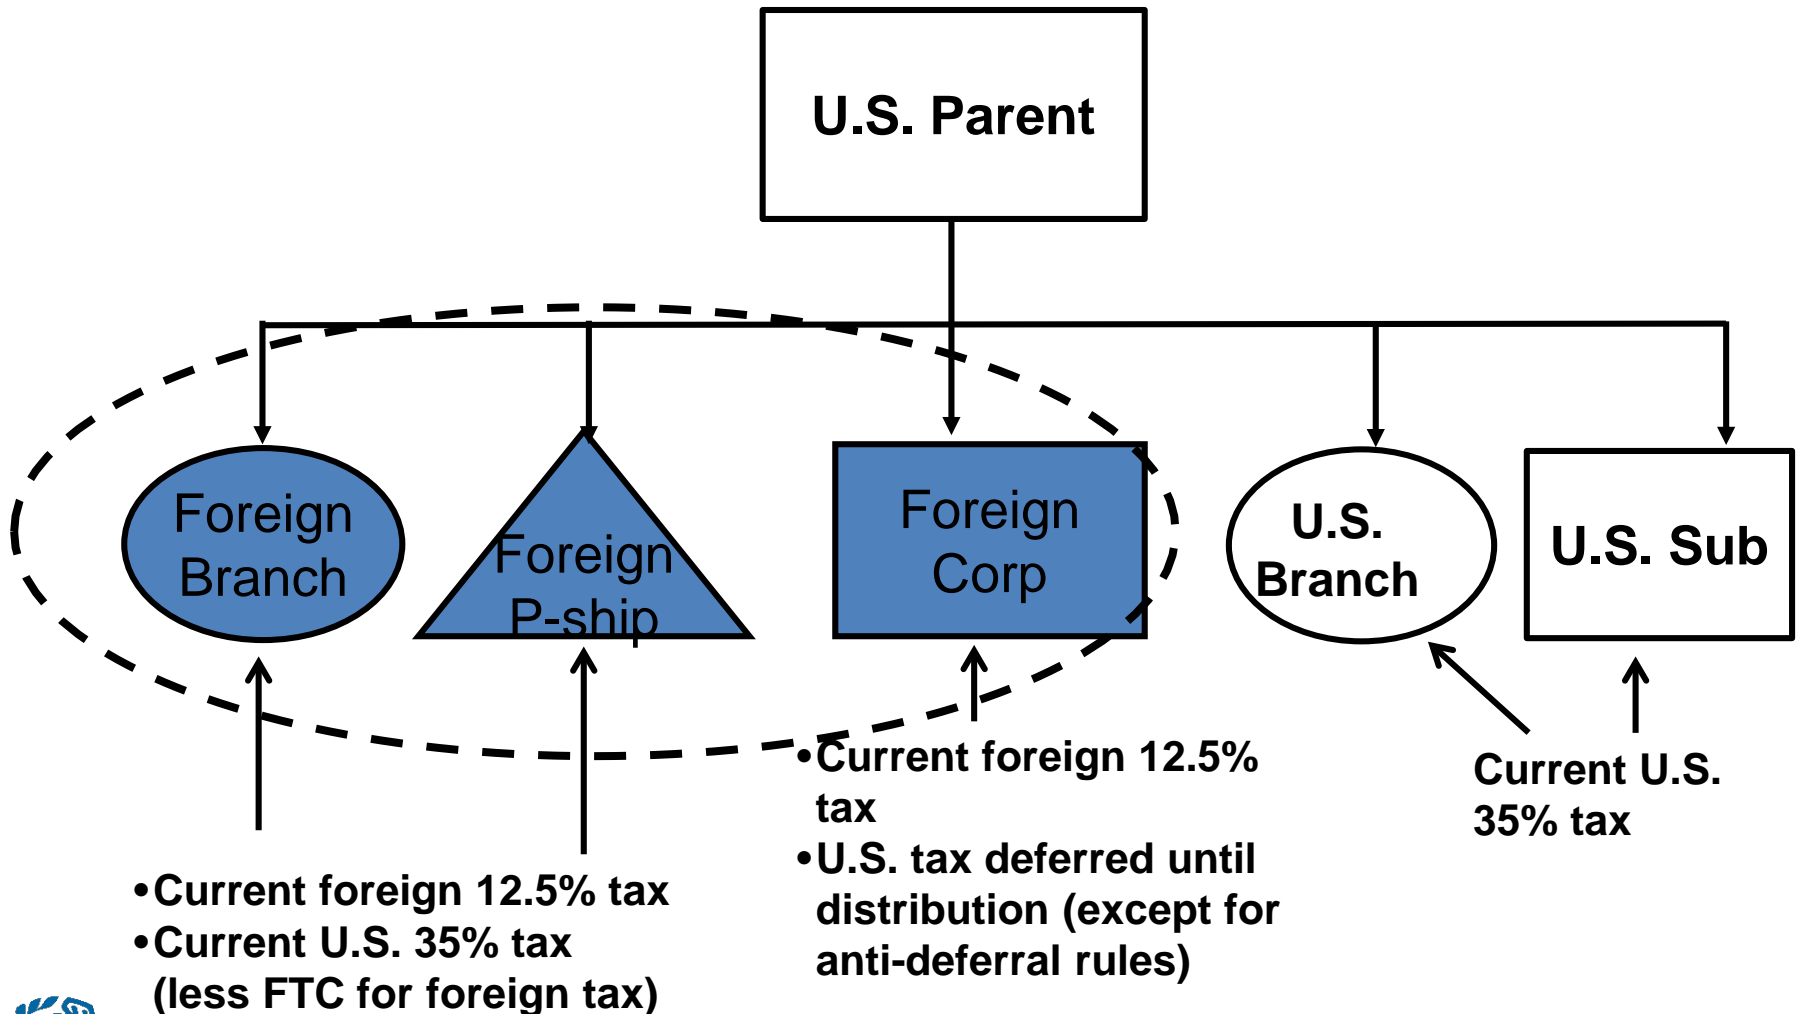 U.S. Parent
Foreign
Branch
Foreign
P-ship
Foreign
Corp
U.S.
Branch
U.S. Sub
•Current foreign 12.5% tax
•Current U.S. 35% tax
(less FTC for foreign tax)
•Current foreign 12.5%
tax
•U.S. tax deferred until
distribution (except for
anti-deferral rules)
Current U.S.
35% tax